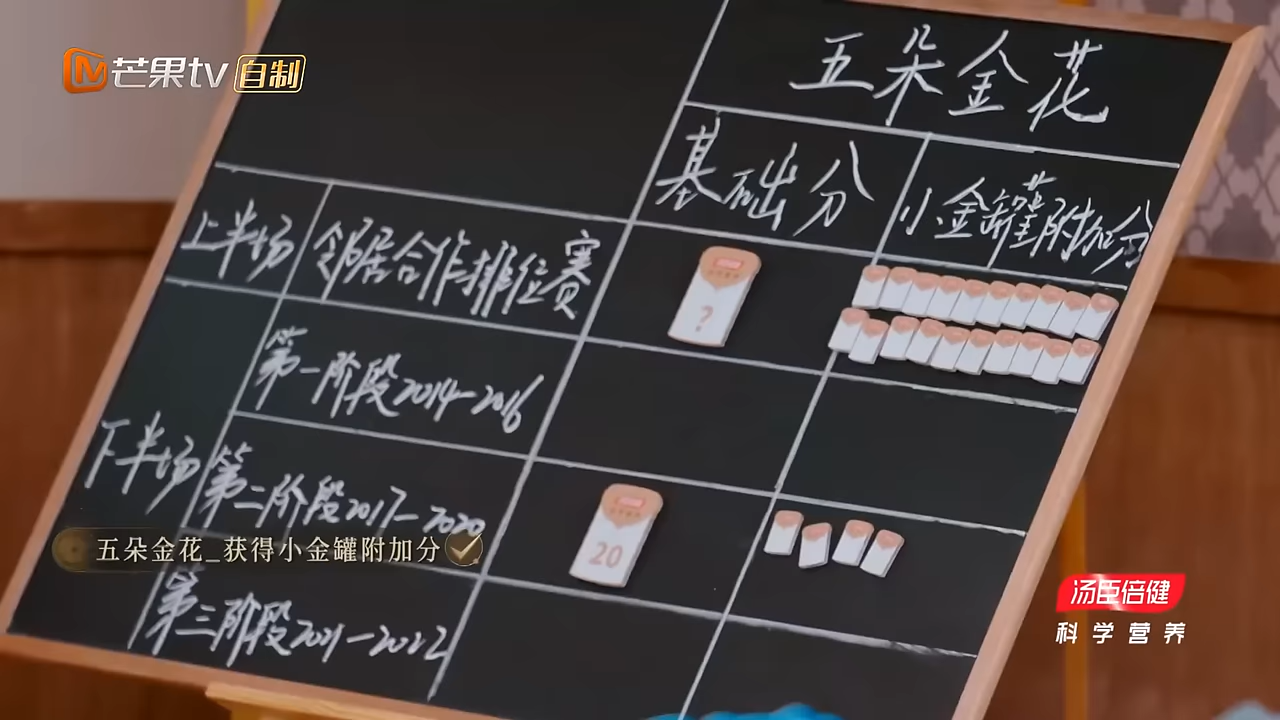 芒果tv 自制
五朵金花
基础分
小金罐附加分
上半场
邻居合作排位赛
?
下半场
第一阶段2014-2016
第二阶段2017-2020
20
五朵金花_获得小金罐附加分
第三阶段2021-2022
汤臣倍健
科学营养